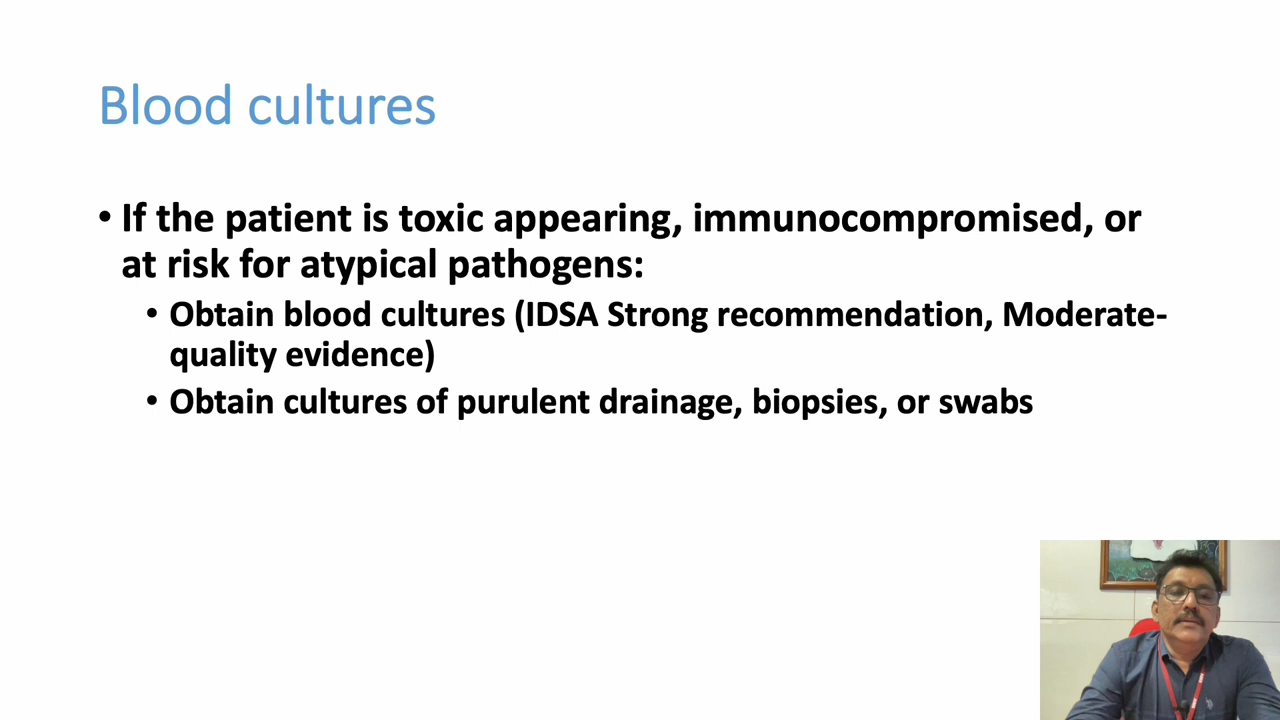 Blood cultures
• If the patient is toxic appearing, immunocompromised, or
at risk for atypical pathogens:
• Obtain blood cultures (IDSA Strong recommendation, Moderate-
quality evidence)
• Obtain cultures of purulent drainage, biopsies, or swabs